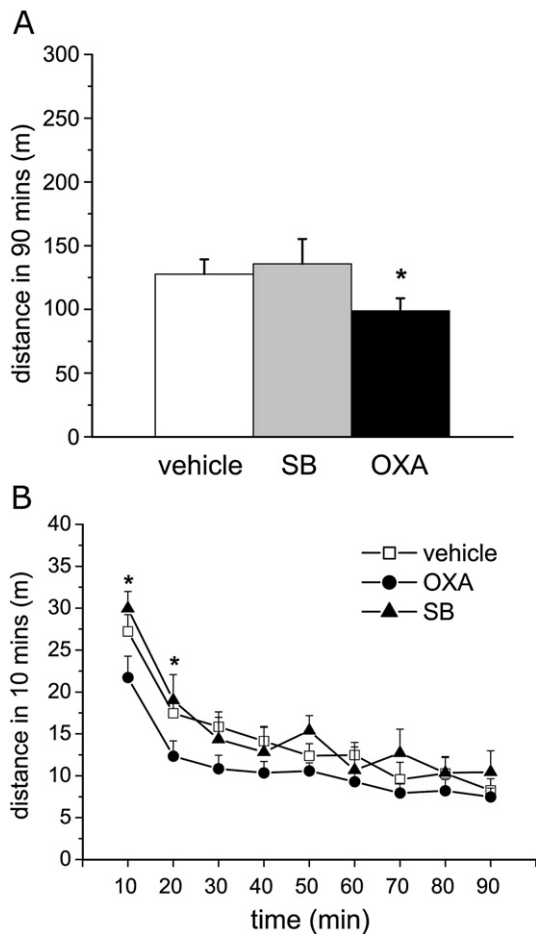 A
distance in 90 mins (m)
300
250
200
150
100
50
0
*
vehicle SB OXA
B
distance in 10 mins (m)
40
35
30
25
20
15
10
5
0
*
*
vehicle
OXA
SB
10 20 30 40 50 60 70 80 90
time (min)